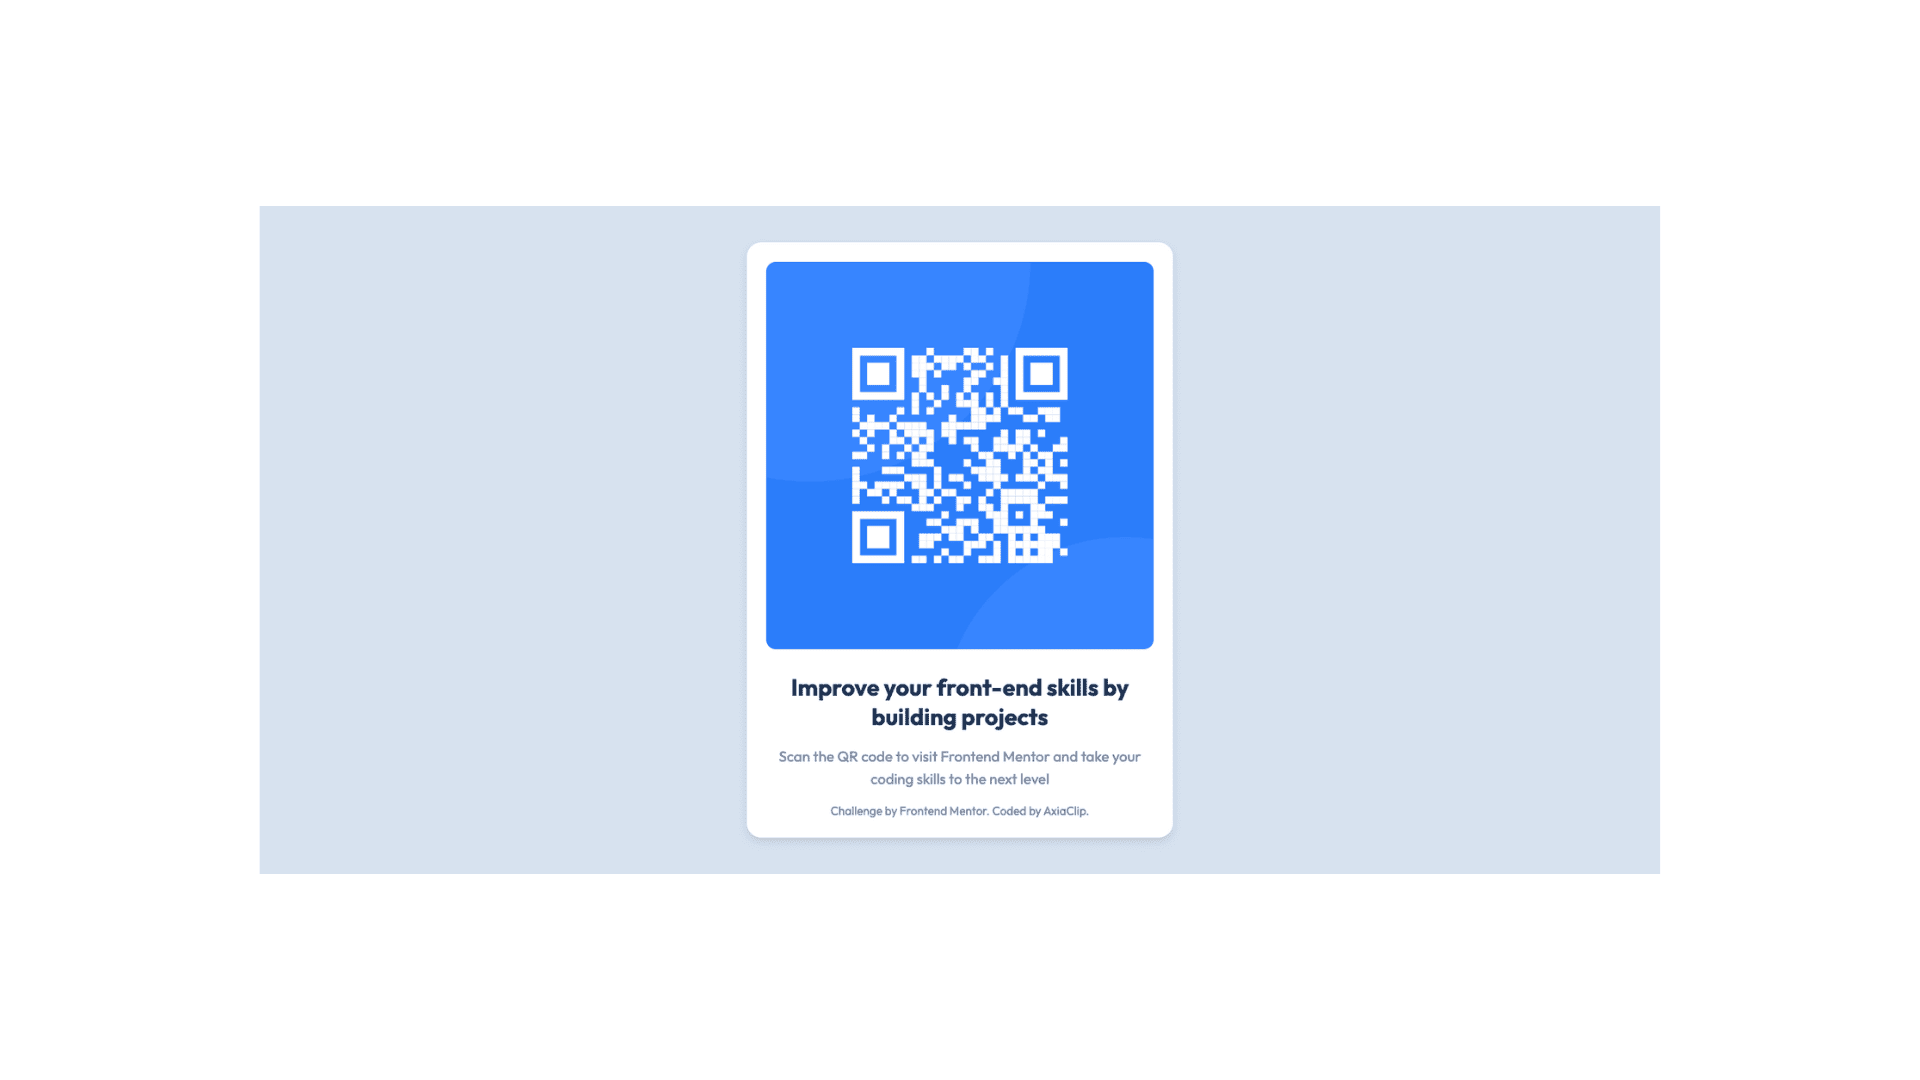 Improve your front-end skills by
building projects
Scan the QR code to visit Frontend Mentor and take your
coding skills to the next level
Challenge by Frontend Mentor. Coded by AxiaClip.